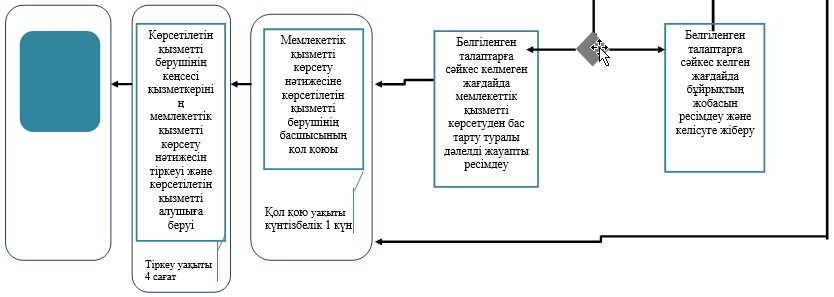 Көрсетілетін
қызметті
берушінің
кеңсесі
қызметкеріні
ң
мемлекеттік
қызметті
көрсету
нәтижесін
тіркеуі және
көрсетілетін
қызметті
алушыға
беруі
Тіркеу уақыты
4 сағат
Мемлекеттік
қызметті
көрсету
нәтижесіне
көрсетілетін
қызметті
берушінің
басшысының
қол қоюы
Қол қою уақыты
күнтізбелік 1 күн
Белгіленген
талаптарға
сәйкес келмеген
жағдайда
мемлекеттік
қызметті
көрсетуден бас
тарту туралы
дәлелді жауапты
ресімдеу
Белгіленген
талаптарға
сәйкес келген
жағдайда
бұйрықтың
жобасын
ресімдеу және
келісуге жіберу